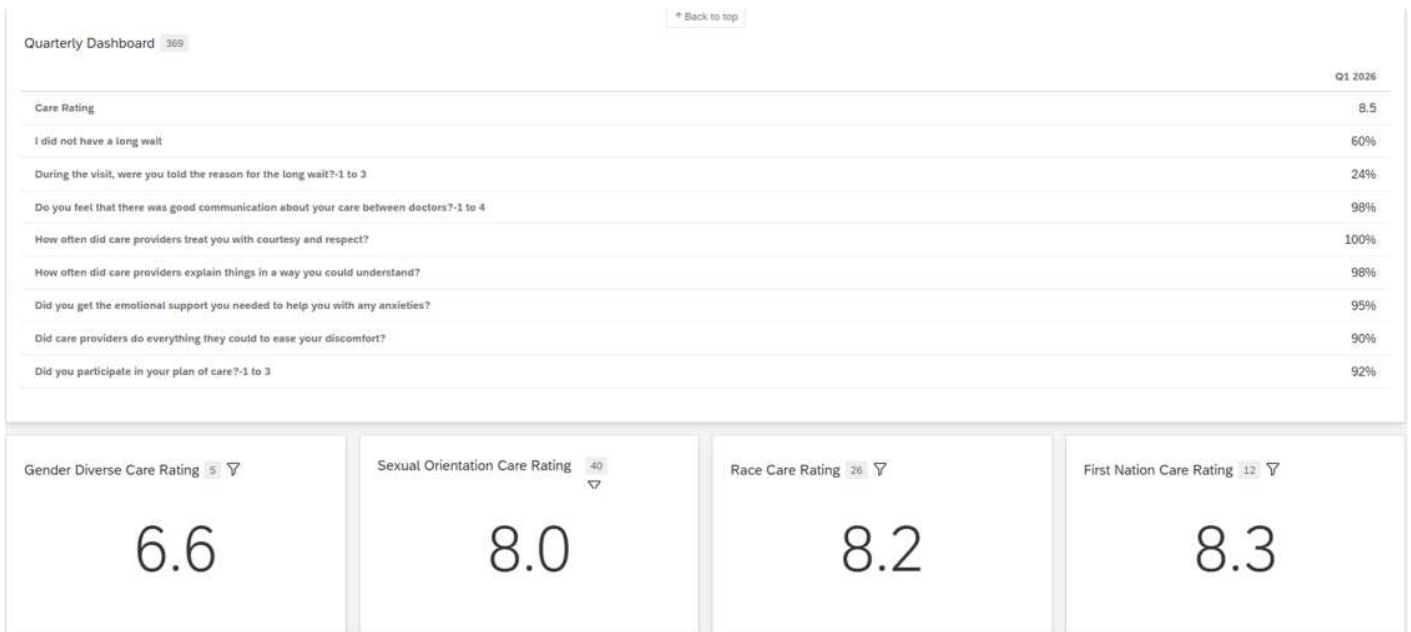 ↑ Back to top
Quarterly Dashboard 369
Q1 2026
Care Rating 8.5
I did not have a long wait 60%
During the visit, were you told the reason for the long wait?-1 to 3 24%
Do you feel that there was good communication about your care between doctors?-1 to 4 98%
How often did care providers treat you with courtesy and respect? 100%
How often did care providers explain things in a way you could understand? 98%
Did you get the emotional support you needed to help you with any anxieties? 95%
Did care providers do everything they could to ease your discomfort? 90%
Did you participate in your plan of care?-1 to 3 92%
Gender Diverse Care Rating 5
6.6
Sexual Orientation Care Rating 40
8.0
Race Care Rating 26
8.2
First Nation Care Rating 12
8.3